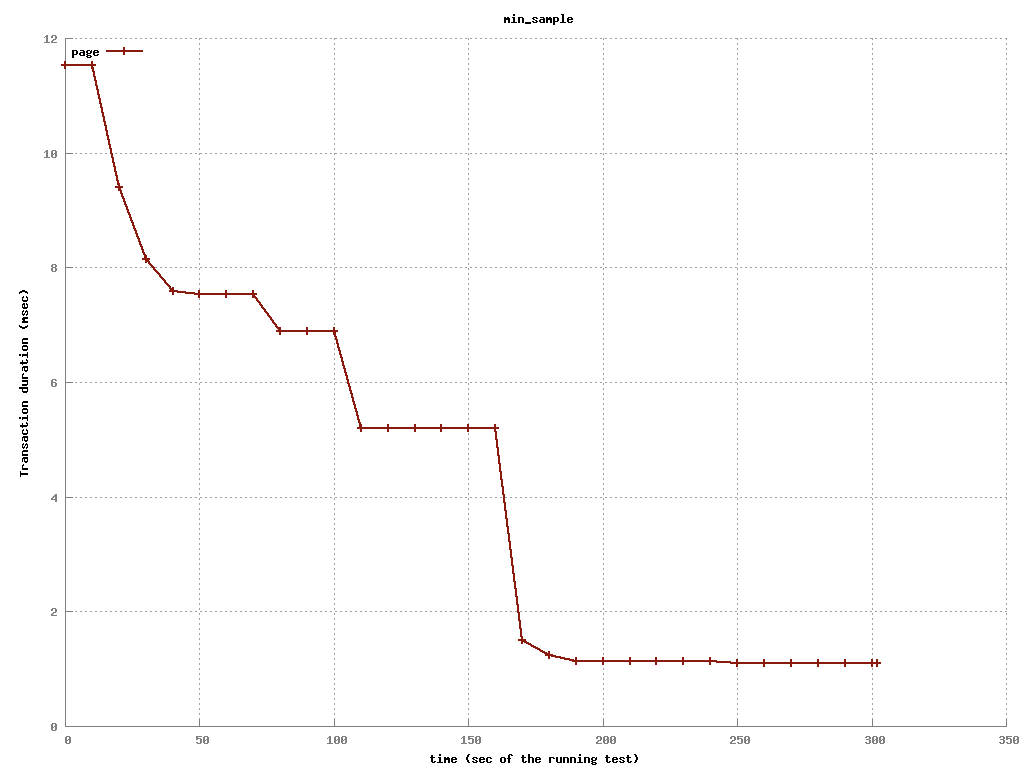 min_sample
page
12
10
8
6
4
2
0
Transaction duration (msec)
0 50 100 150 200 250 300 350
time (sec of the running test)